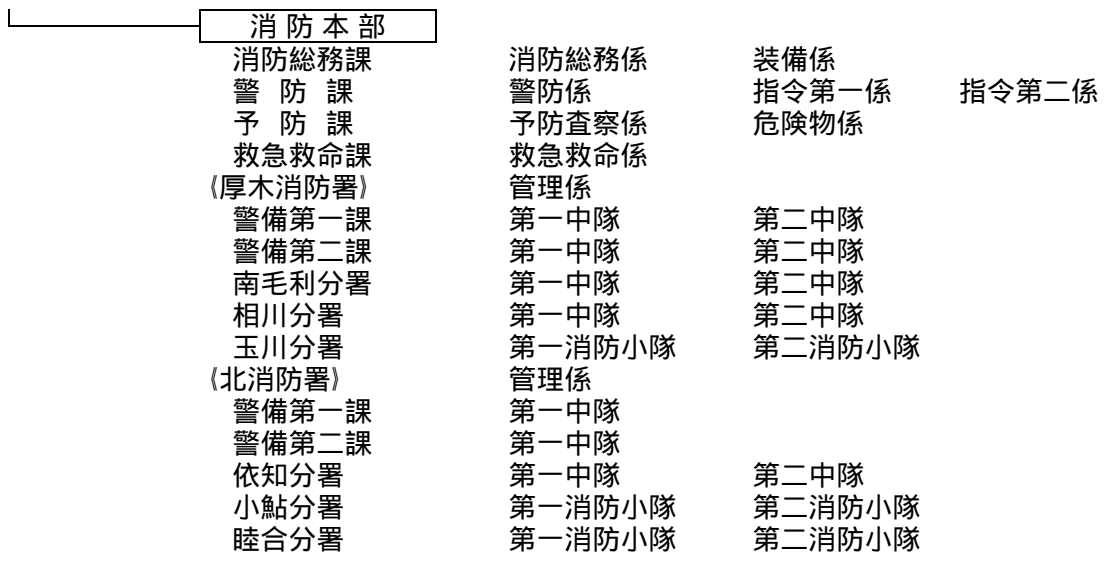 消防本部
消防総務課 消防総務係 装備係
警防課 警防係 指令第一係 指令第二係
予防課 予防査察係 危険物係
救急救命課 救急救命係
《厚木消防署》 管理係
警備第一課 第一中隊 第二中隊
警備第二課 第一中隊 第二中隊
南毛利分署 第一中隊 第二中隊
相川分署 第一中隊 第二中隊
玉川分署 第一消防小隊 第二消防小隊
《北消防署》 管理係
警備第一課 第一中隊
警備第二課 第一中隊
依知分署 第一中隊 第二中隊
小鮎分署 第一消防小隊 第二消防小隊
睦合分署 第一消防小隊 第二消防小隊